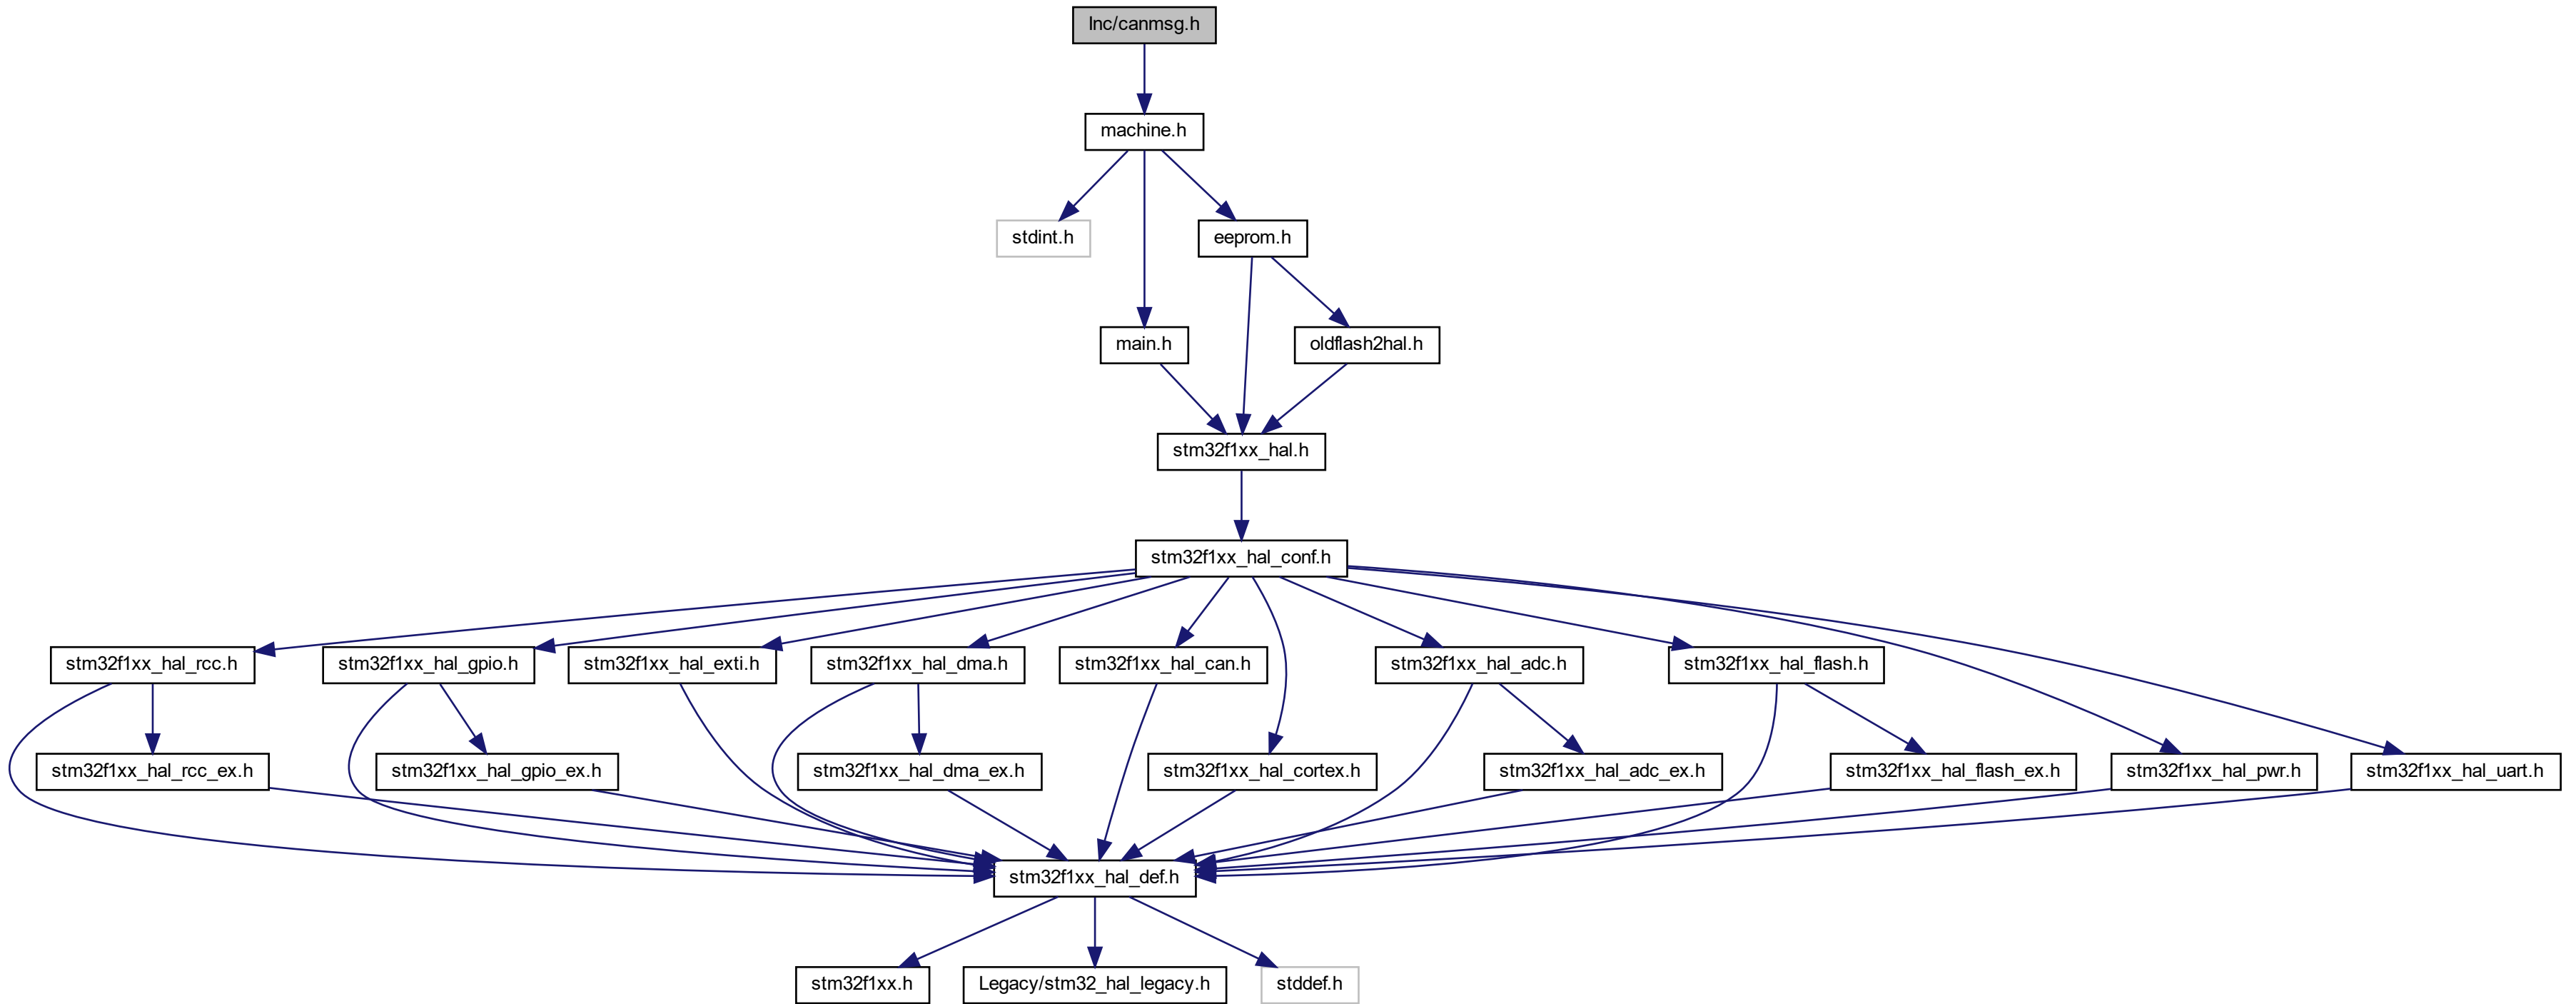 Inc/canmsg.h
machine.h
stdint.h
eeprom.h
main.h
oldflash2hal.h
stm32f1xx_hal.h
stm32f1xx_hal_conf.h
stm32f1xx_hal_rcc.h
stm32f1xx_hal_gpio.h
stm32f1xx_hal_exti.h
stm32f1xx_hal_dma.h
stm32f1xx_hal_can.h
stm32f1xx_hal_adc.h
stm32f1xx_hal_flash.h
stm32f1xx_hal_rcc_ex.h
stm32f1xx_hal_gpio_ex.h
stm32f1xx_hal_dma_ex.h
stm32f1xx_hal_cortex.h
stm32f1xx_hal_adc_ex.h
stm32f1xx_hal_flash_ex.h
stm32f1xx_hal_pwr.h
stm32f1xx_hal_uart.h
stm32f1xx_hal_def.h
stm32f1xx.h
Legacy/stm32_hal_legacy.h
stddef.h